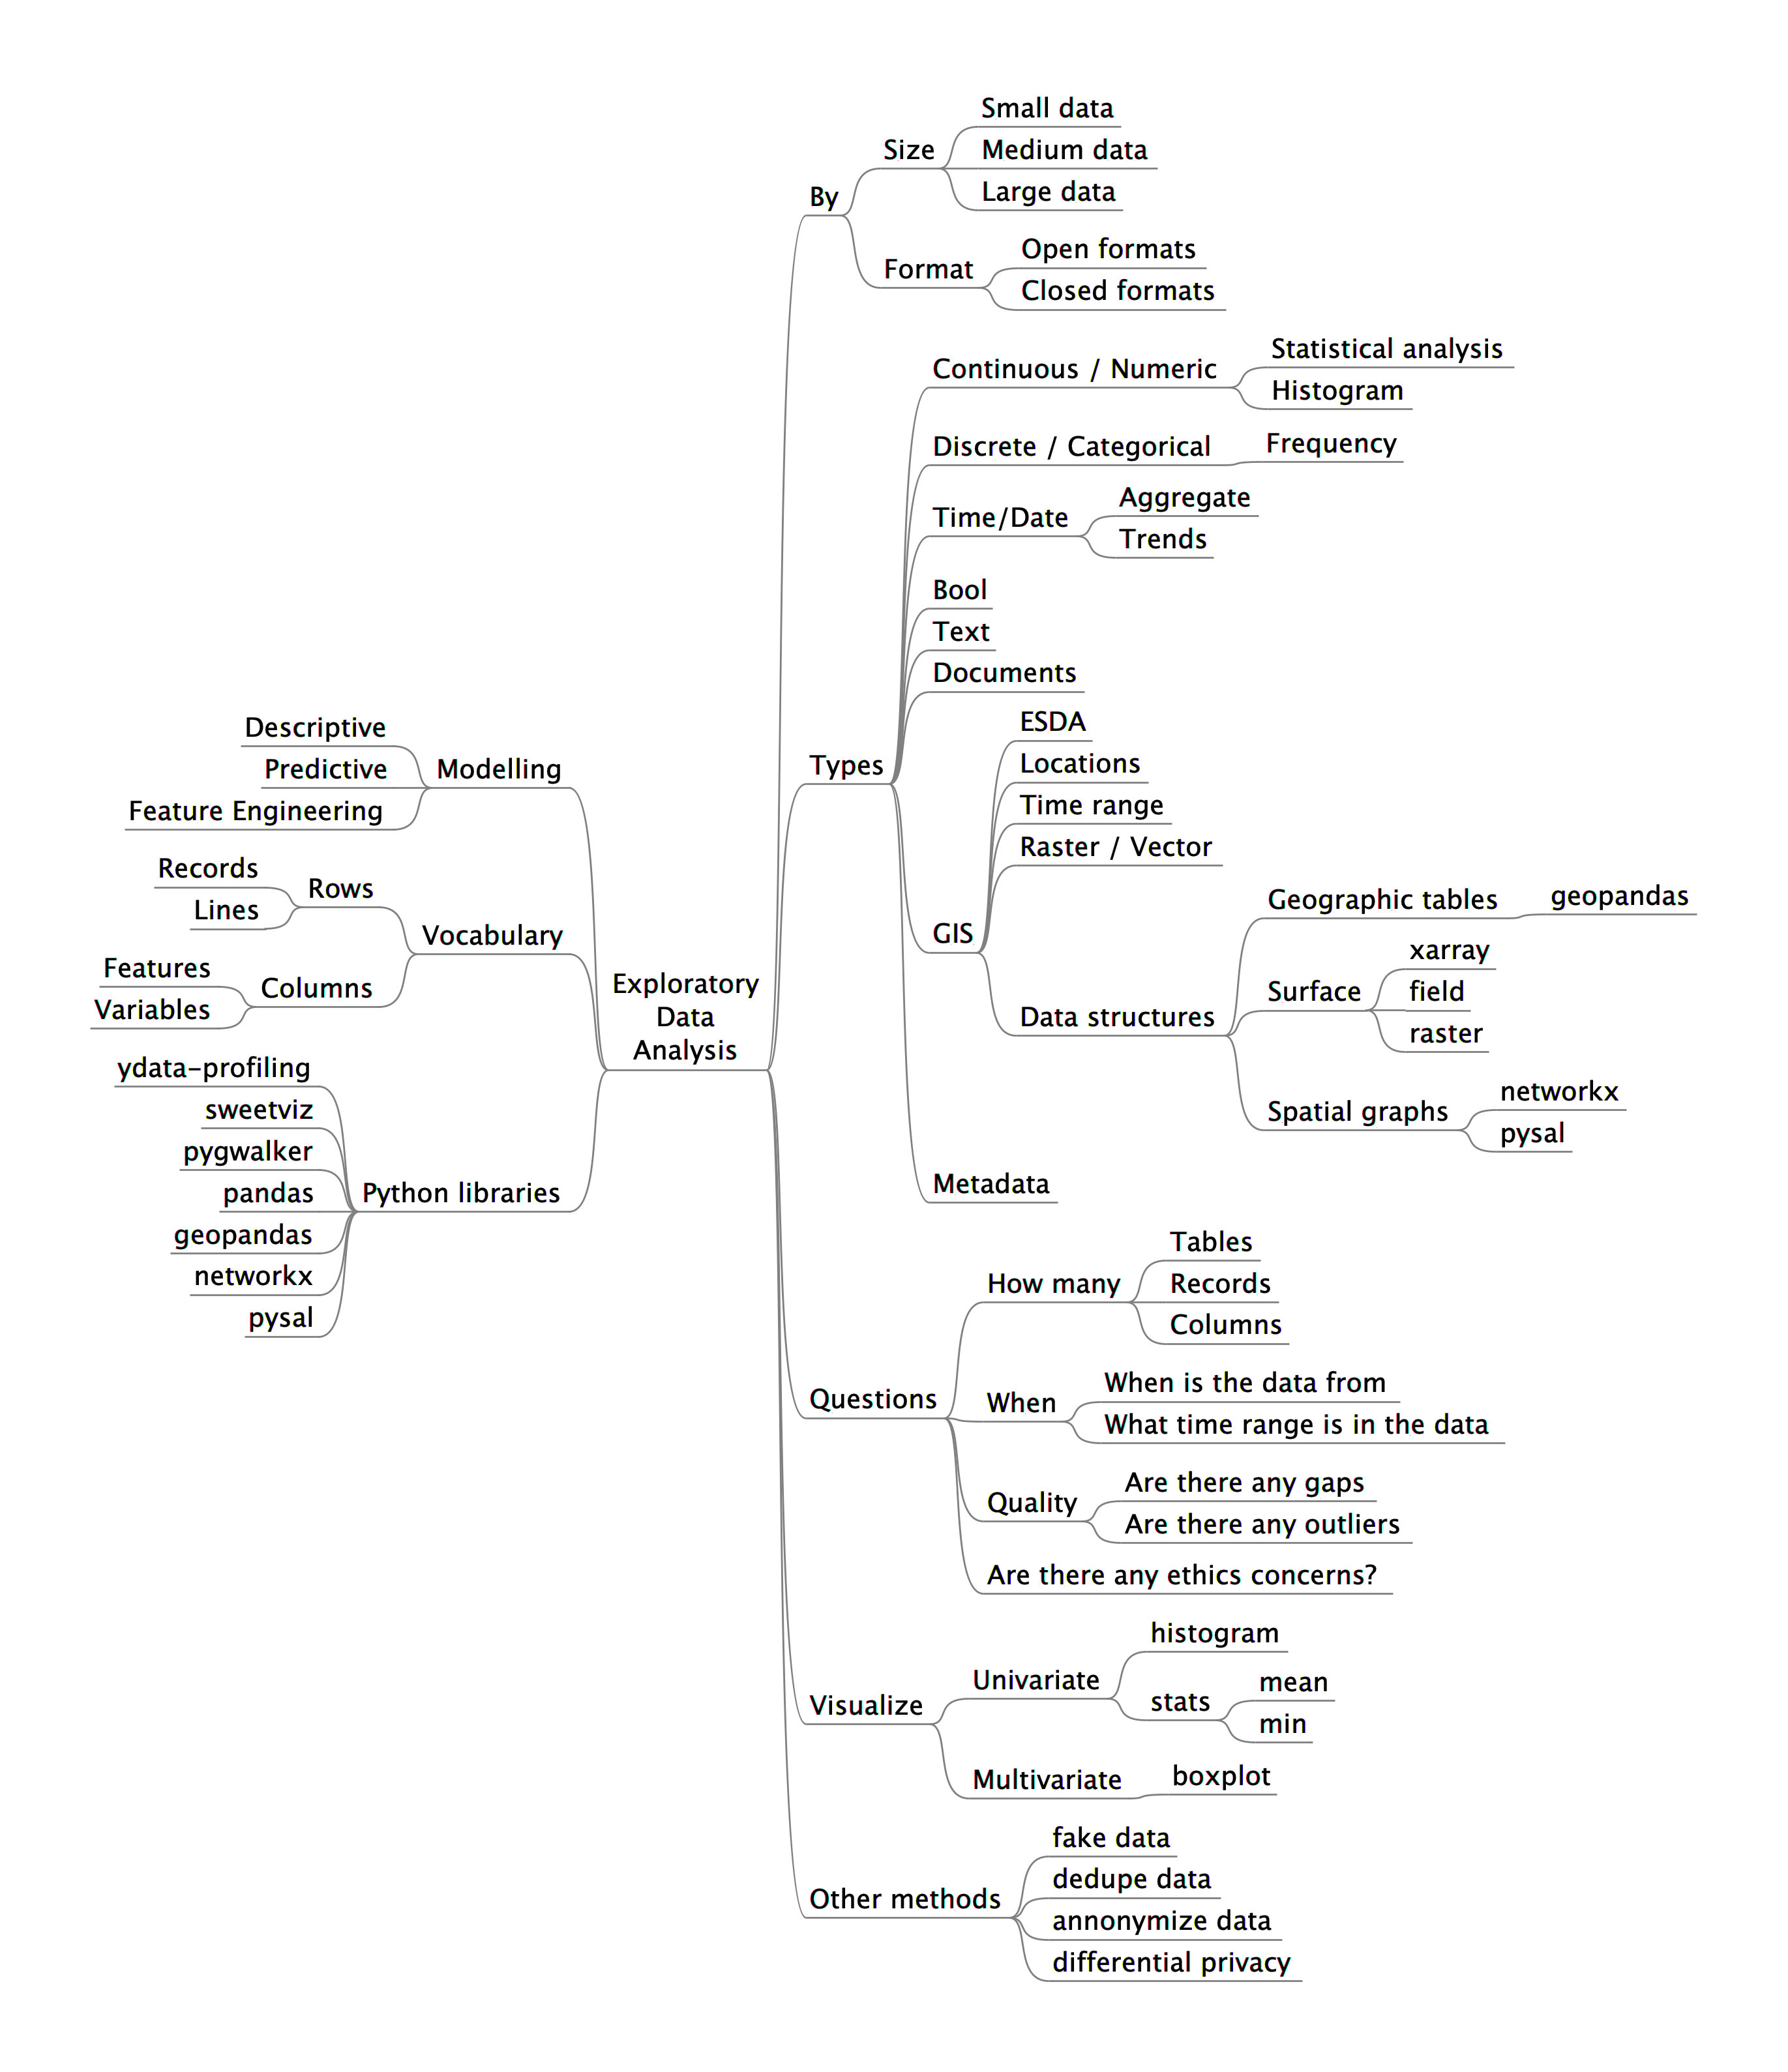 Exploratory
Data
Analysis
By
Size
Small data
Medium data
Large data
Format
Open formats
Closed formats
Types
Continuous / Numeric
Statistical analysis
Histogram
Discrete / Categorical
Frequency
Time/Date
Aggregate
Trends
Bool
Text
Documents
GIS
ESDA
Locations
Time range
Raster / Vector
Data structures
Geographic tables
geopandas
Surface
xarray
field
raster
Spatial graphs
networkx
pysal
Metadata
Questions
How many
Tables
Records
Columns
When
When is the data from
What time range is in the data
Quality
Are there any gaps
Are there any outliers
Are there any ethics concerns?
Visualize
Univariate
histogram
stats
mean
min
Multivariate
boxplot
Other methods
fake data
dedupe data
annonymize data
differential privacy
Modelling
Descriptive
Predictive
Feature Engineering
Vocabulary
Rows
Records
Lines
Columns
Features
Variables
Python libraries
ydata-profiling
sweetviz
pygwalker
pandas
geopandas
networkx
pysal